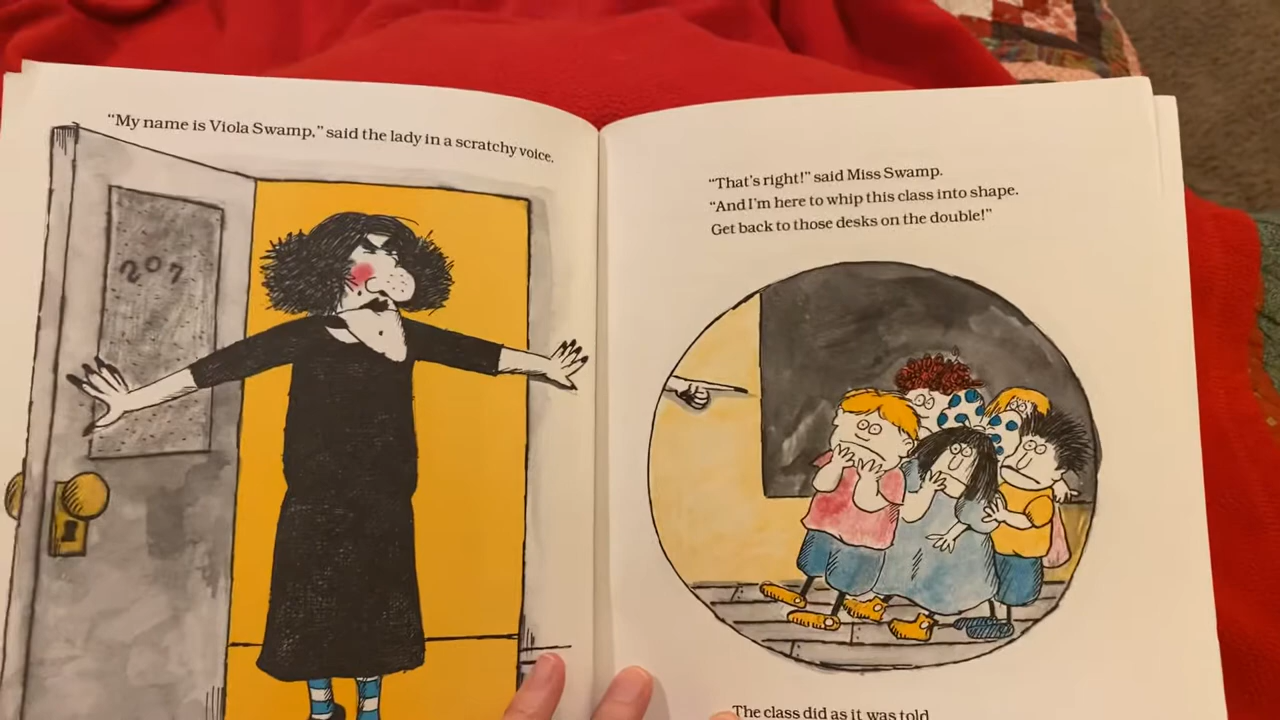 "My name is Viola Swamp," said the lady in a scratchy voice.
207
"That's right!" said Miss Swamp.
"And I'm here to whip this class into shape.
Get back to those desks on the double!"
The class did as it was told